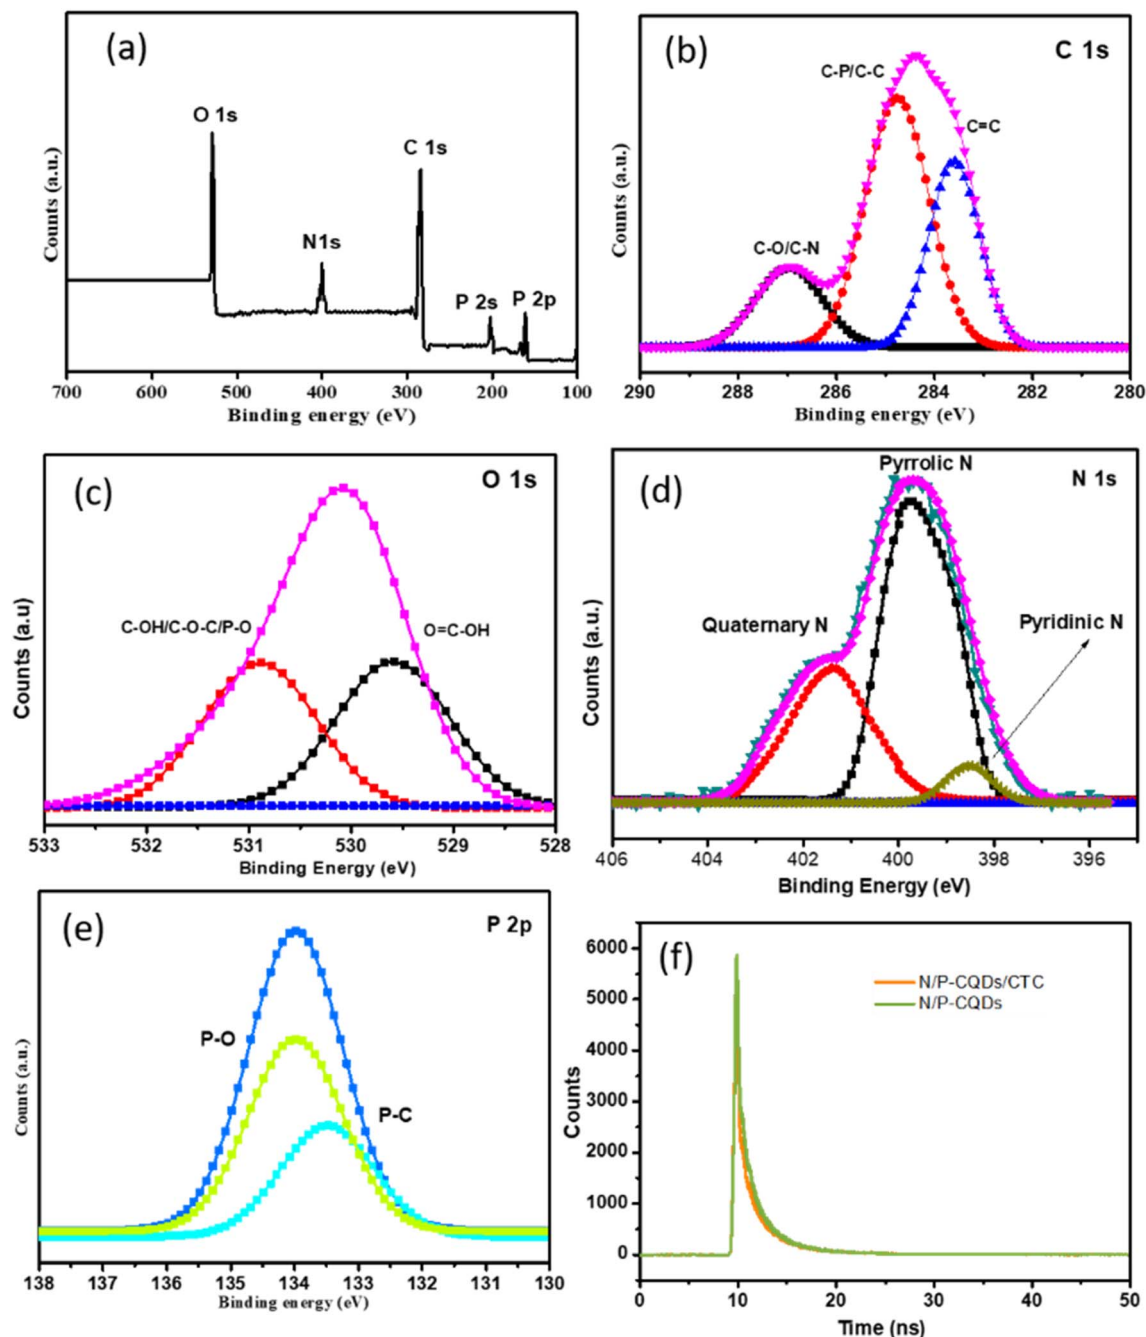 (a)
O 1s
C 1s
N1s
P 2s
P 2p
Counts (a.u.)
700 600 500 400 300 200 100
Binding energy (eV)
(b)
C 1s
C-P/C-C
C=C
C-O/C-N
Counts (a.u.)
290 288 286 284 282 280
Binding energy (eV)
(c)
O 1s
C-OH/C-O-C/P-O
O=C-OH
Counts (a.u)
533 532 531 530 529 528
Binding Energy (eV)
(d)
Pyrrolic N
N 1s
Quaternary N
Pyridinic N
Counts (a.u.)
406 404 402 400 398 396
Binding Energy (eV)
(e)
P 2p
P-O
P-C
Counts (a.u.)
138 137 136 135 134 133 132 131 130
Binding energy (eV)
(f)
N/P-CQDs/CTC
N/P-CQDs
Counts
6000
5000
4000
3000
2000
1000
0
0 10 20 30 40 50
Time (ns)